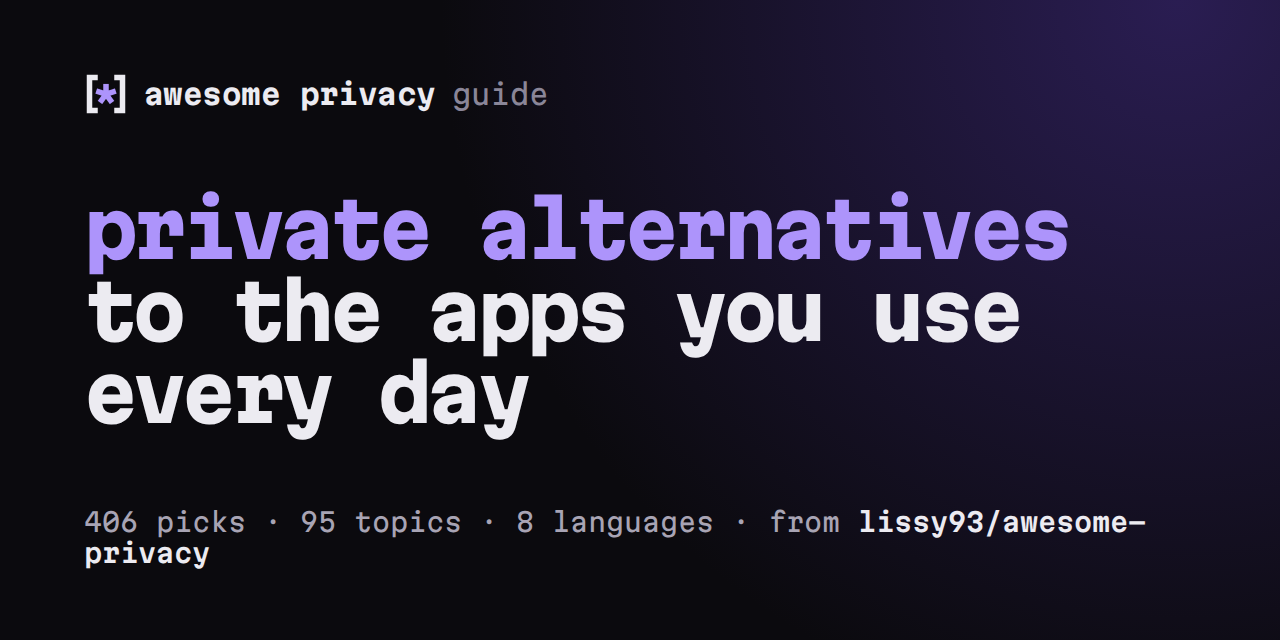 [*] awesome privacy guide
private alternatives
to the apps you use
every day
406 picks · 95 topics · 8 languages · from lissy93/awesome-
privacy